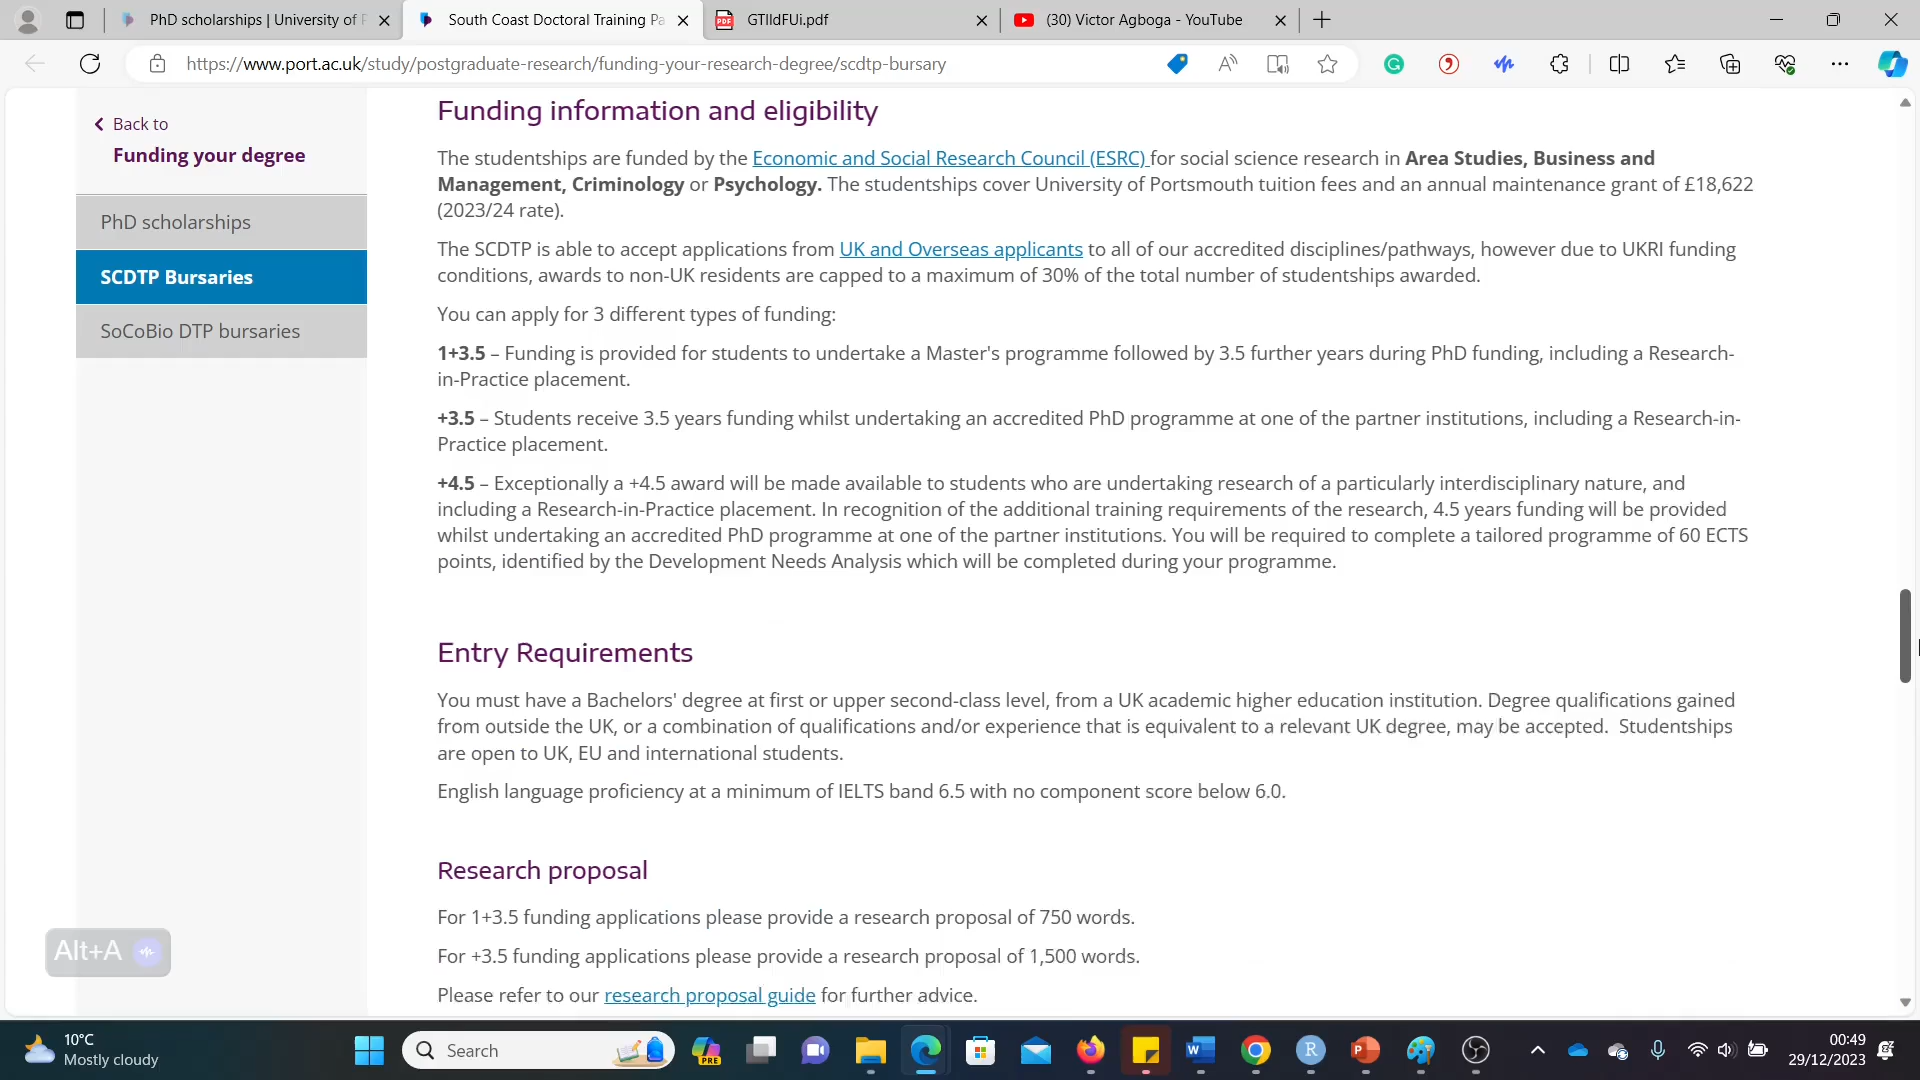 PhD scholarships | University of P
South Coast Doctoral Training Pa
GTIldFUi.pdf
(30) Victor Agboga - YouTube
https://www.port.ac.uk/study/postgraduate-research/funding-your-research-degree/scdtp-bursary
Back to
Funding your degree
PhD scholarships
SCDTP Bursaries
SoCoBio DTP bursaries
Funding information and eligibility
The studentships are funded by the Economic and Social Research Council (ESRC) for social science research in Area Studies, Business and
Management, Criminology or Psychology. The studentships cover University of Portsmouth tuition fees and an annual maintenance grant of £18,622
(2023/24 rate).
The SCDTP is able to accept applications from UK and Overseas applicants to all of our accredited disciplines/pathways, however due to UKRI funding
conditions, awards to non-UK residents are capped to a maximum of 30% of the total number of studentships awarded.
You can apply for 3 different types of funding:
1+3.5 – Funding is provided for students to undertake a Master's programme followed by 3.5 further years during PhD funding, including a Research-
in-Practice placement.
+3.5 – Students receive 3.5 years funding whilst undertaking an accredited PhD programme at one of the partner institutions, including a Research-in-
Practice placement.
+4.5 – Exceptionally a +4.5 award will be made available to students who are undertaking research of a particularly interdisciplinary nature, and
including a Research-in-Practice placement. In recognition of the additional training requirements of the research, 4.5 years funding will be provided
whilst undertaking an accredited PhD programme at one of the partner institutions. You will be required to complete a tailored programme of 60 ECTS
points, identified by the Development Needs Analysis which will be completed during your programme.
Entry Requirements
You must have a Bachelors' degree at first or upper second-class level, from a UK academic higher education institution. Degree qualifications gained
from outside the UK, or a combination of qualifications and/or experience that is equivalent to a relevant UK degree, may be accepted. Studentships
are open to UK, EU and international students.
English language proficiency at a minimum of IELTS band 6.5 with no component score below 6.0.
Research proposal
For 1+3.5 funding applications please provide a research proposal of 750 words.
For +3.5 funding applications please provide a research proposal of 1,500 words.
Please refer to our research proposal guide for further advice.
Alt+A
10°C
Mostly cloudy
Search
PRE
00:49
29/12/2023